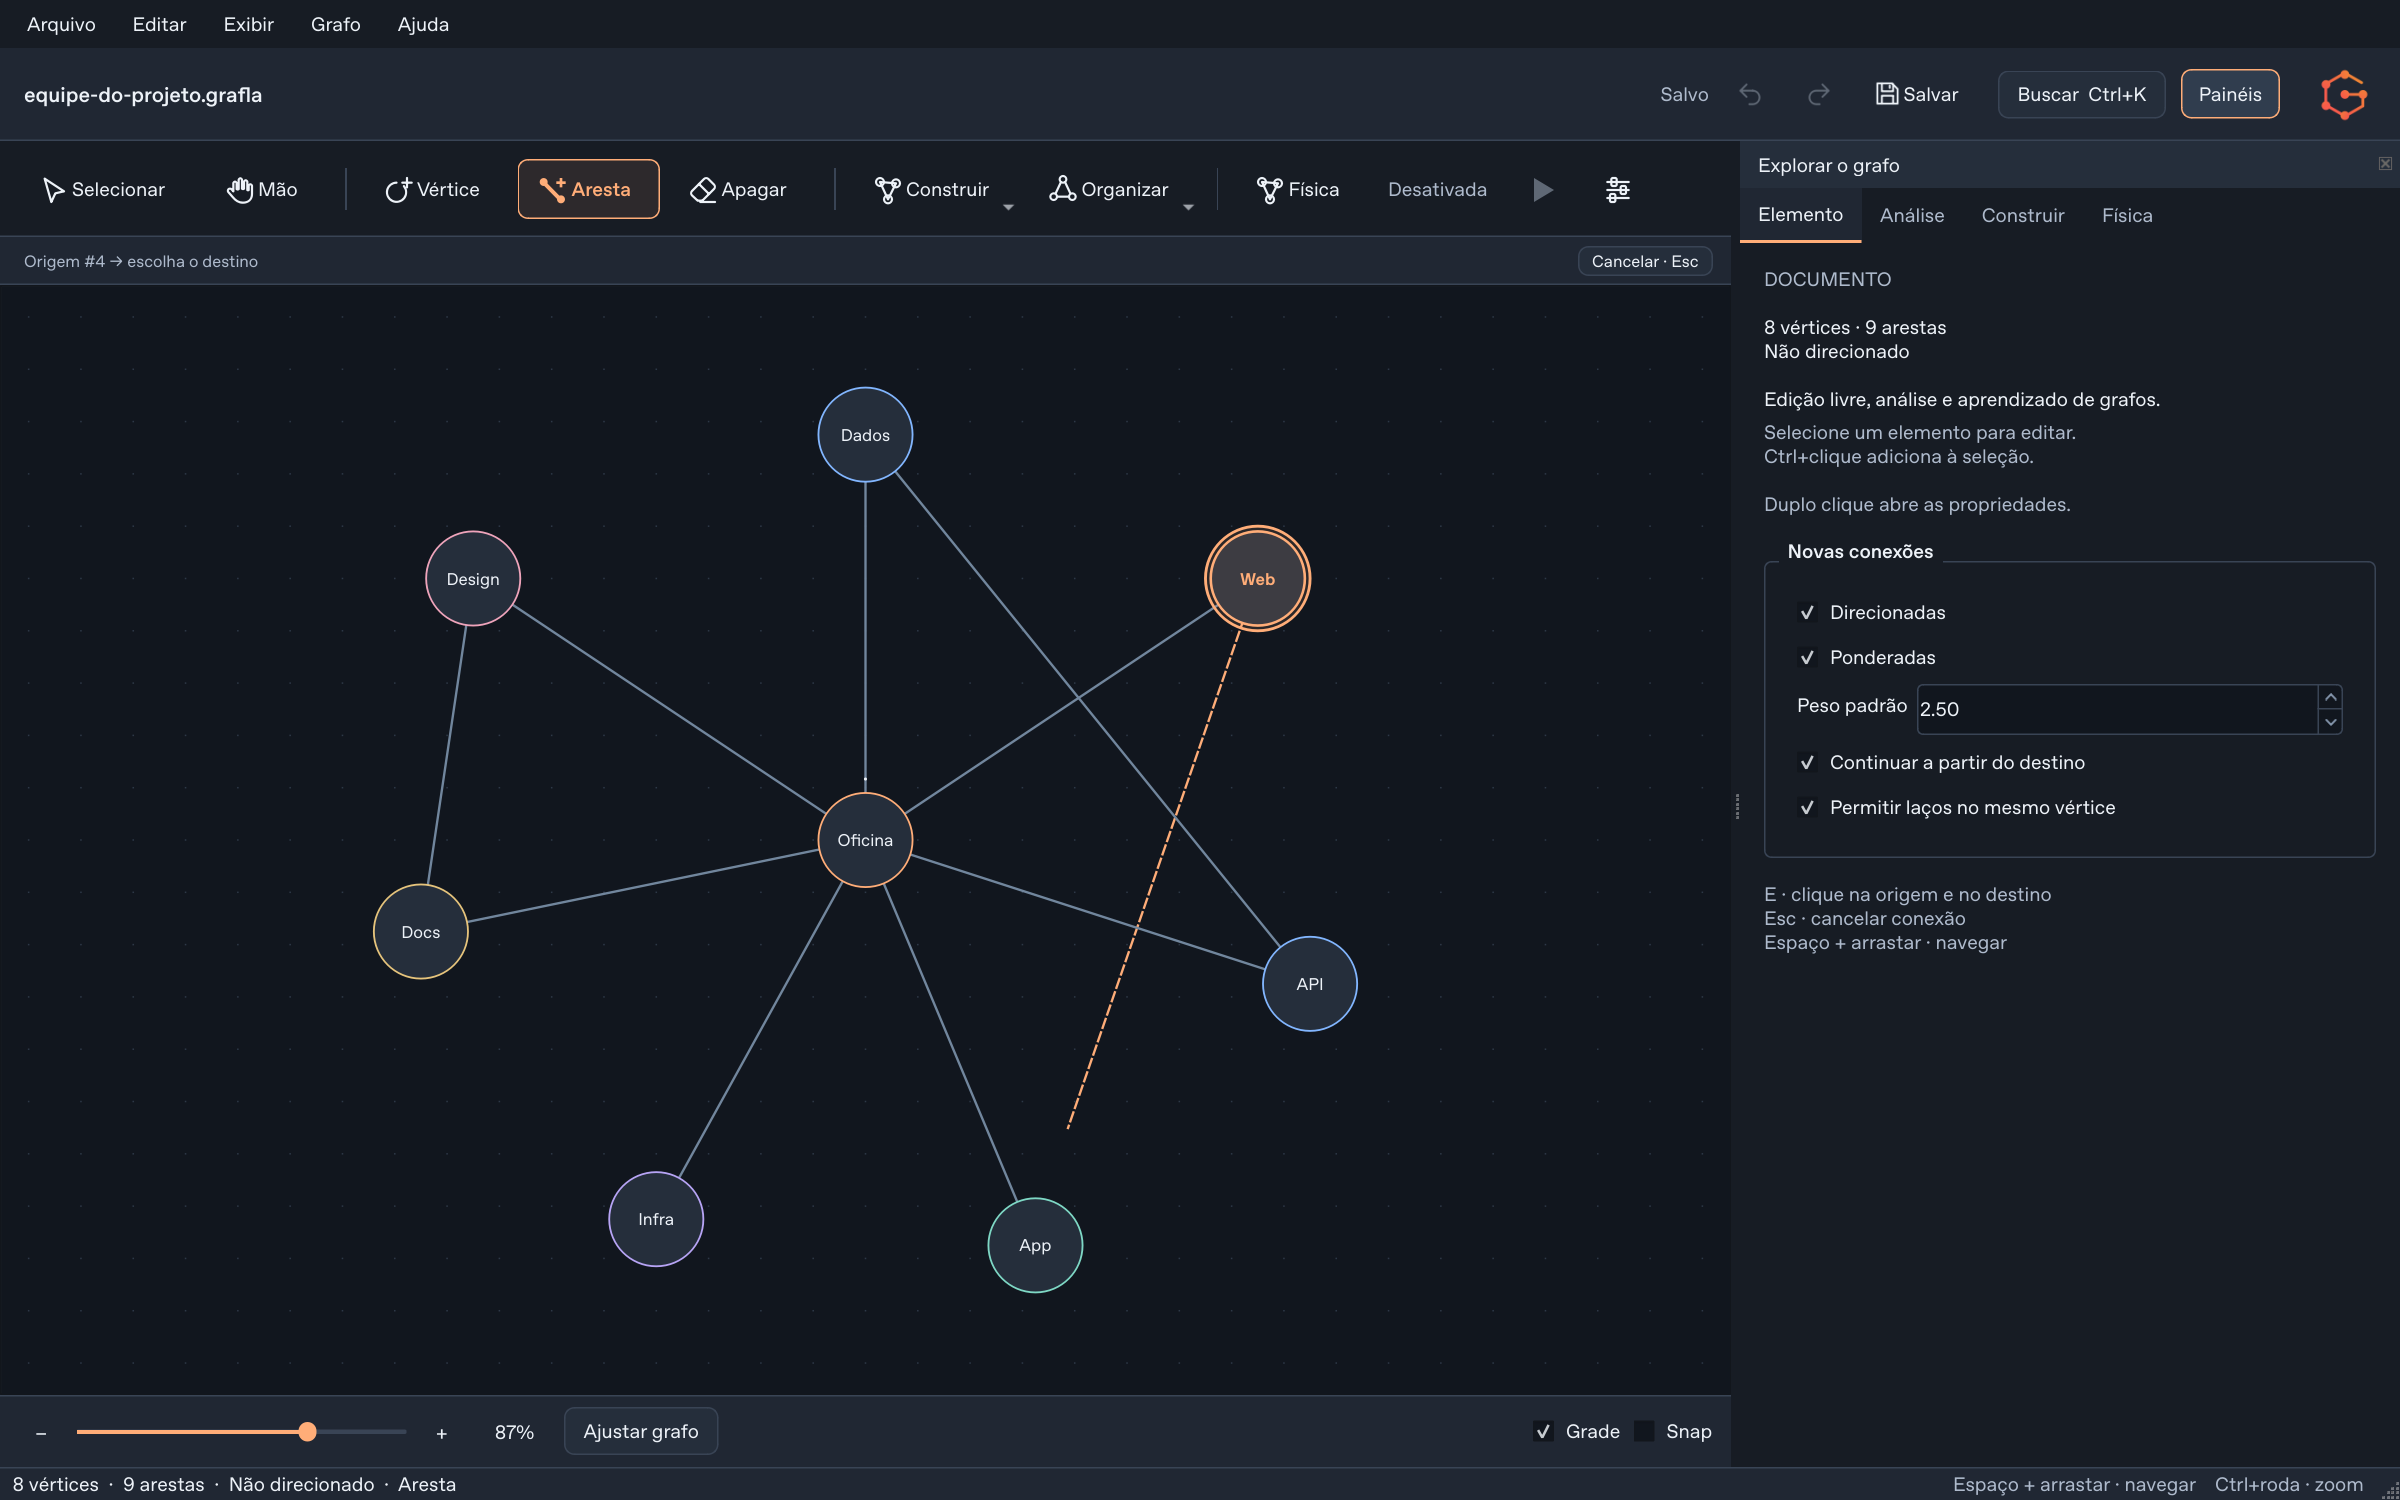 Arquivo Editar Exibir Grafo Ajuda
equipe-do-projeto.grafla
Salvo Salvar Buscar Ctrl+K Painéis
Selecionar Mão Vértice Aresta Apagar Construir Organizar Física Desativada
Origem #4 → escolha o destino
Cancelar · Esc
Dados
Design
Web
Oficina
Docs
API
Infra
App
Explorar o grafo
Elemento Análise Construir Física
DOCUMENTO
8 vértices · 9 arestas
Não direcionado
Edição livre, análise e aprendizado de grafos.
Selecione um elemento para editar.
Ctrl+clique adiciona à seleção.
Duplo clique abre as propriedades.
Novas conexões
Direcionadas
Ponderadas
Peso padrão 2.50
Continuar a partir do destino
Permitir laços no mesmo vértice
E · clique na origem e no destino
Esc · cancelar conexão
Espaço + arrastar · navegar
− + 87% Ajustar grafo
Grade Snap
8 vértices · 9 arestas · Não direcionado · Aresta
Espaço + arrastar · navegar Ctrl+roda · zoom